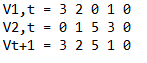 V1,t = 3 2 0 1 0
V2,t = 0 1 5 3 0
Vt+1 = 3 2 5 1 0